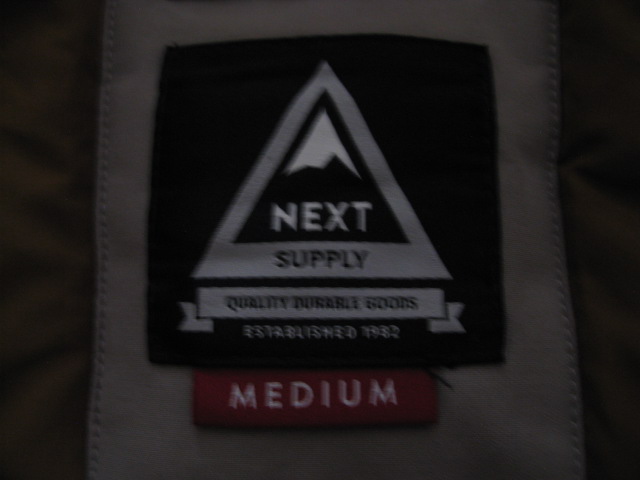 NEXT
SUPPLY
QUALITY DURABLE GOODS
ESTABLISHED 1982
MEDIUM